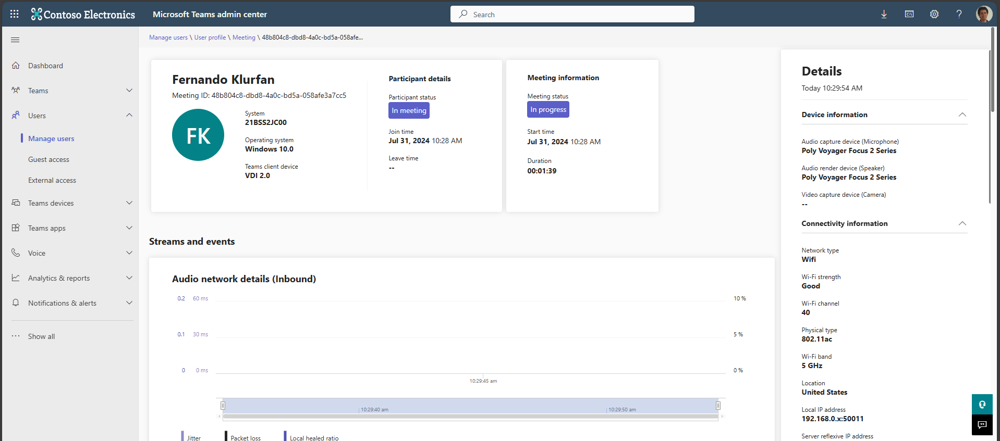 Contoso Electronics
Microsoft Teams admin center
Search
Manage users \ User profile \ Meeting \ 48b804c8-dbd8-4a0c-bd5a-058afe...
Dashboard
Teams
Users
Manage users
Guest access
External access
Teams devices
Teams apps
Voice
Analytics & reports
Notifications & alerts
Show all
Fernando Klurfan
Meeting ID: 48b804c8-dbd8-4a0c-bd5a-058afe3a7cc5
FK
System
21BSS2JC00
Operating system
Windows 10.0
Teams client device
VDI 2.0
Participant details
Participant status
In meeting
Join time
Jul 31, 2024 10:28 AM
Leave time
--
Meeting information
Meeting status
In progress
Start time
Jul 31, 2024 10:28 AM
Duration
00:01:39
Streams and events
Audio network details (Inbound)
0.2 60 ms 10 %
0.1 30 ms 5 %
0 0 ms 0 %
10:29:45 am
10:29:40 am 10:29:50 am
Jitter Packet loss Local healed ratio
Details
Today 10:29:54 AM
Device information
Audio capture device (Microphone)
Poly Voyager Focus 2 Series
Audio render device (Speaker)
Poly Voyager Focus 2 Series
Video capture device (Camera)
--
Connectivity information
Network type
Wifi
Wi-Fi strength
Good
Wi-Fi channel
40
Physical type
802.11ac
Wi-Fi band
5 GHz
Location
United States
Local IP address
192.168.0.x:50011
Server reflexive IP address